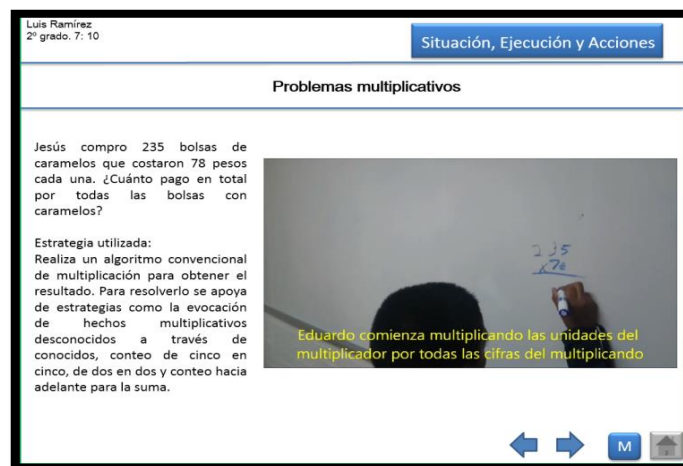 Luis Ramírez
2º grado. 7: 10
Situación, Ejecución y Acciones
Problemas multiplicativos
Jesús compro 235 bolsas de
caramelos que costaron 78 pesos
cada una. ¿Cuánto pago en total
por todas las bolsas con
caramelos?
Estrategia utilizada:
Realiza un algoritmo convencional
de multiplicación para obtener el
resultado. Para resolverlo se apoya
de estrategias como la evocación
de hechos multiplicativos
desconocidos a través de
conocidos, conteo de cinco en
cinco, de dos en dos y conteo hacia
adelante para la suma.
235
x78
Eduardo comienza multiplicando las unidades del
multiplicador por todas las cifras del multiplicando
M